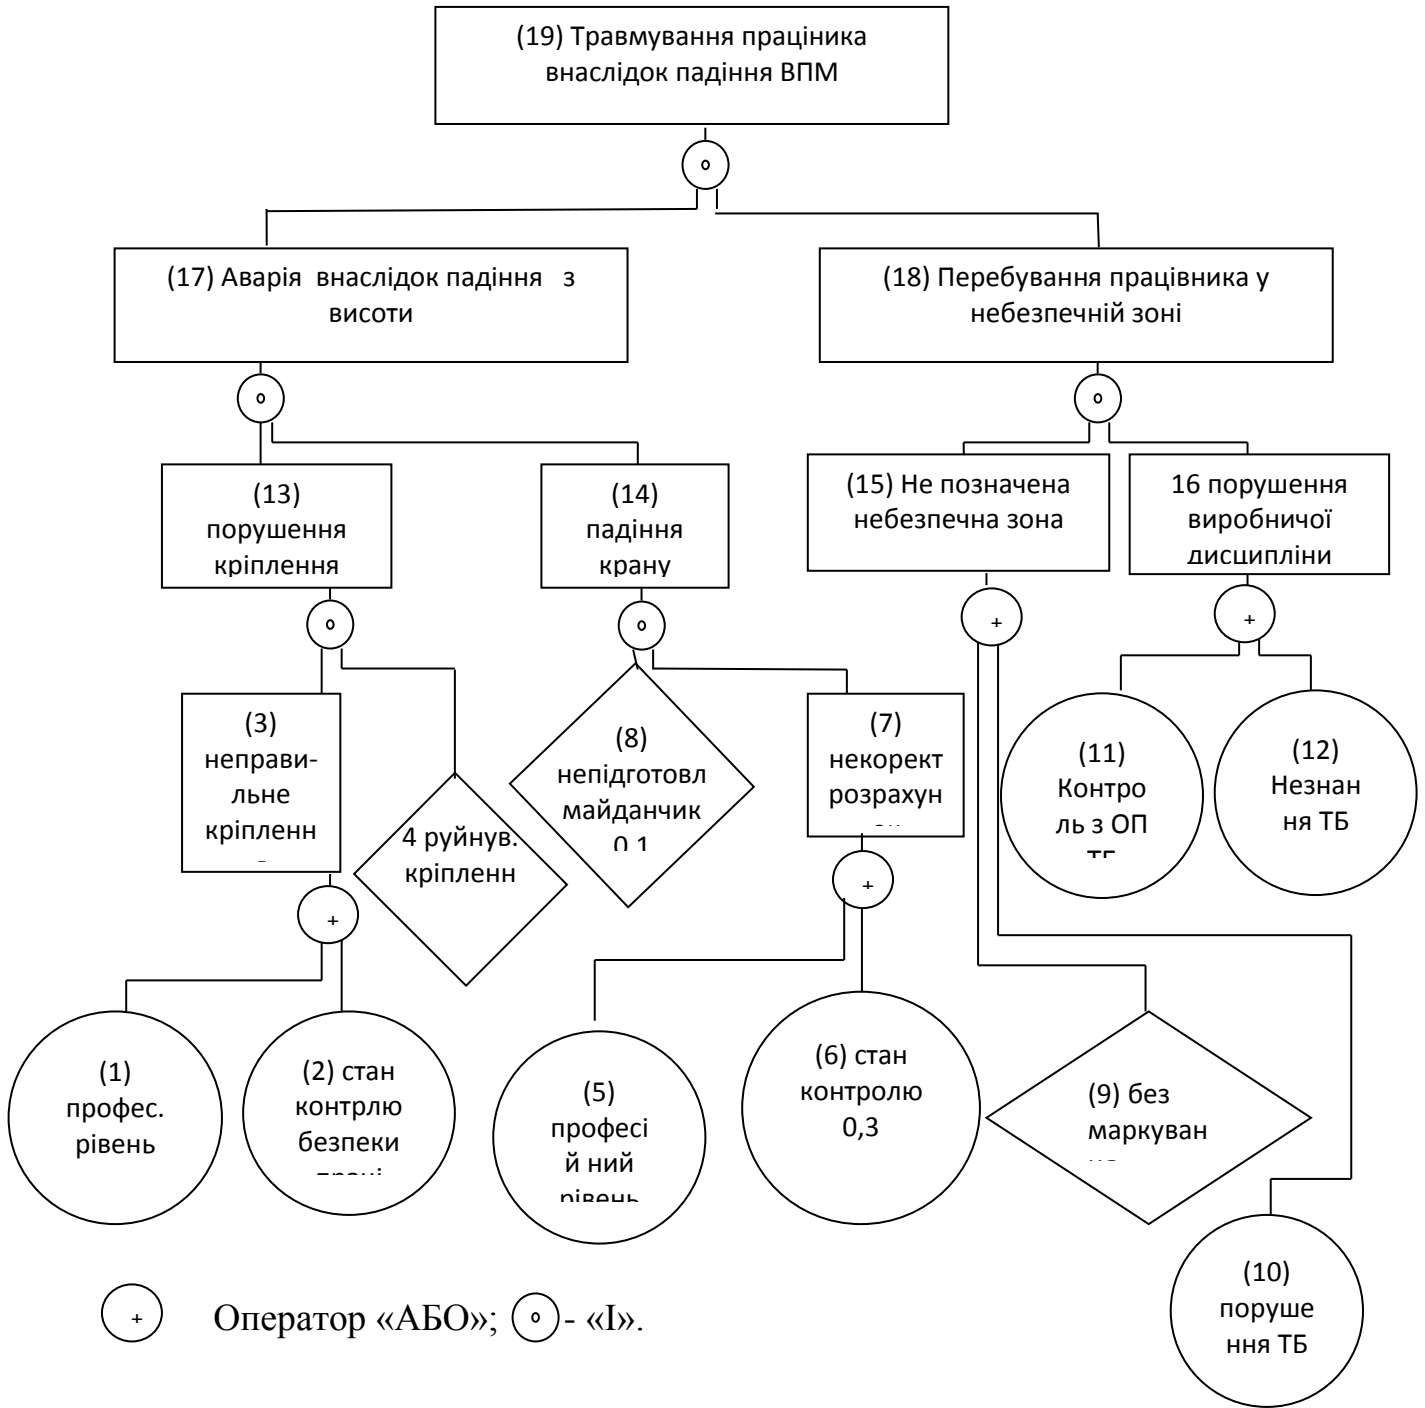 (19) Травмування праціника
внаслідок падіння ВПМ
(17) Аварія внаслідок падіння з
висоти
(18) Перебування працівника у
небезпечній зоні
(13)
порушення
кріплення
(14)
падіння
крану
(15) Не позначена
небезпечна зона
16 порушення
виробничої
дисципліни
(3)
неправи-
льне
кріпленн
4 руйнув.
кріпленн
(8)
непідготовл
майданчик
0,1
(7)
некорект
розрахун
(11)
Контро
ль з ОП
(12)
Незнан
ня ТБ
+
+
+
+
(1)
профес.
рівень
(2) стан
контрлю
безпеки
праці
(5)
професі
й ний
рівень
(6) стан
контролю
0,3
(9) без
маркуван
(10)
поруше
ння ТБ
+ Оператор «АБО»; - «І».